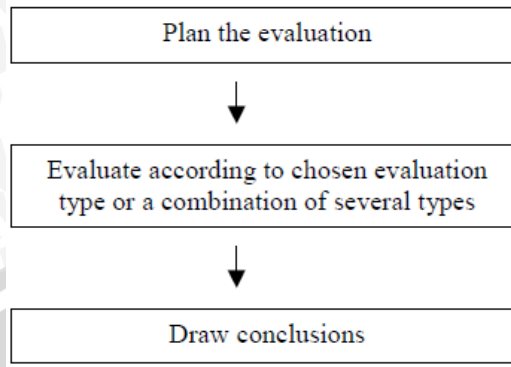 Plan the evaluation
Evaluate according to chosen evaluation
type or a combination of several types
Draw conclusions